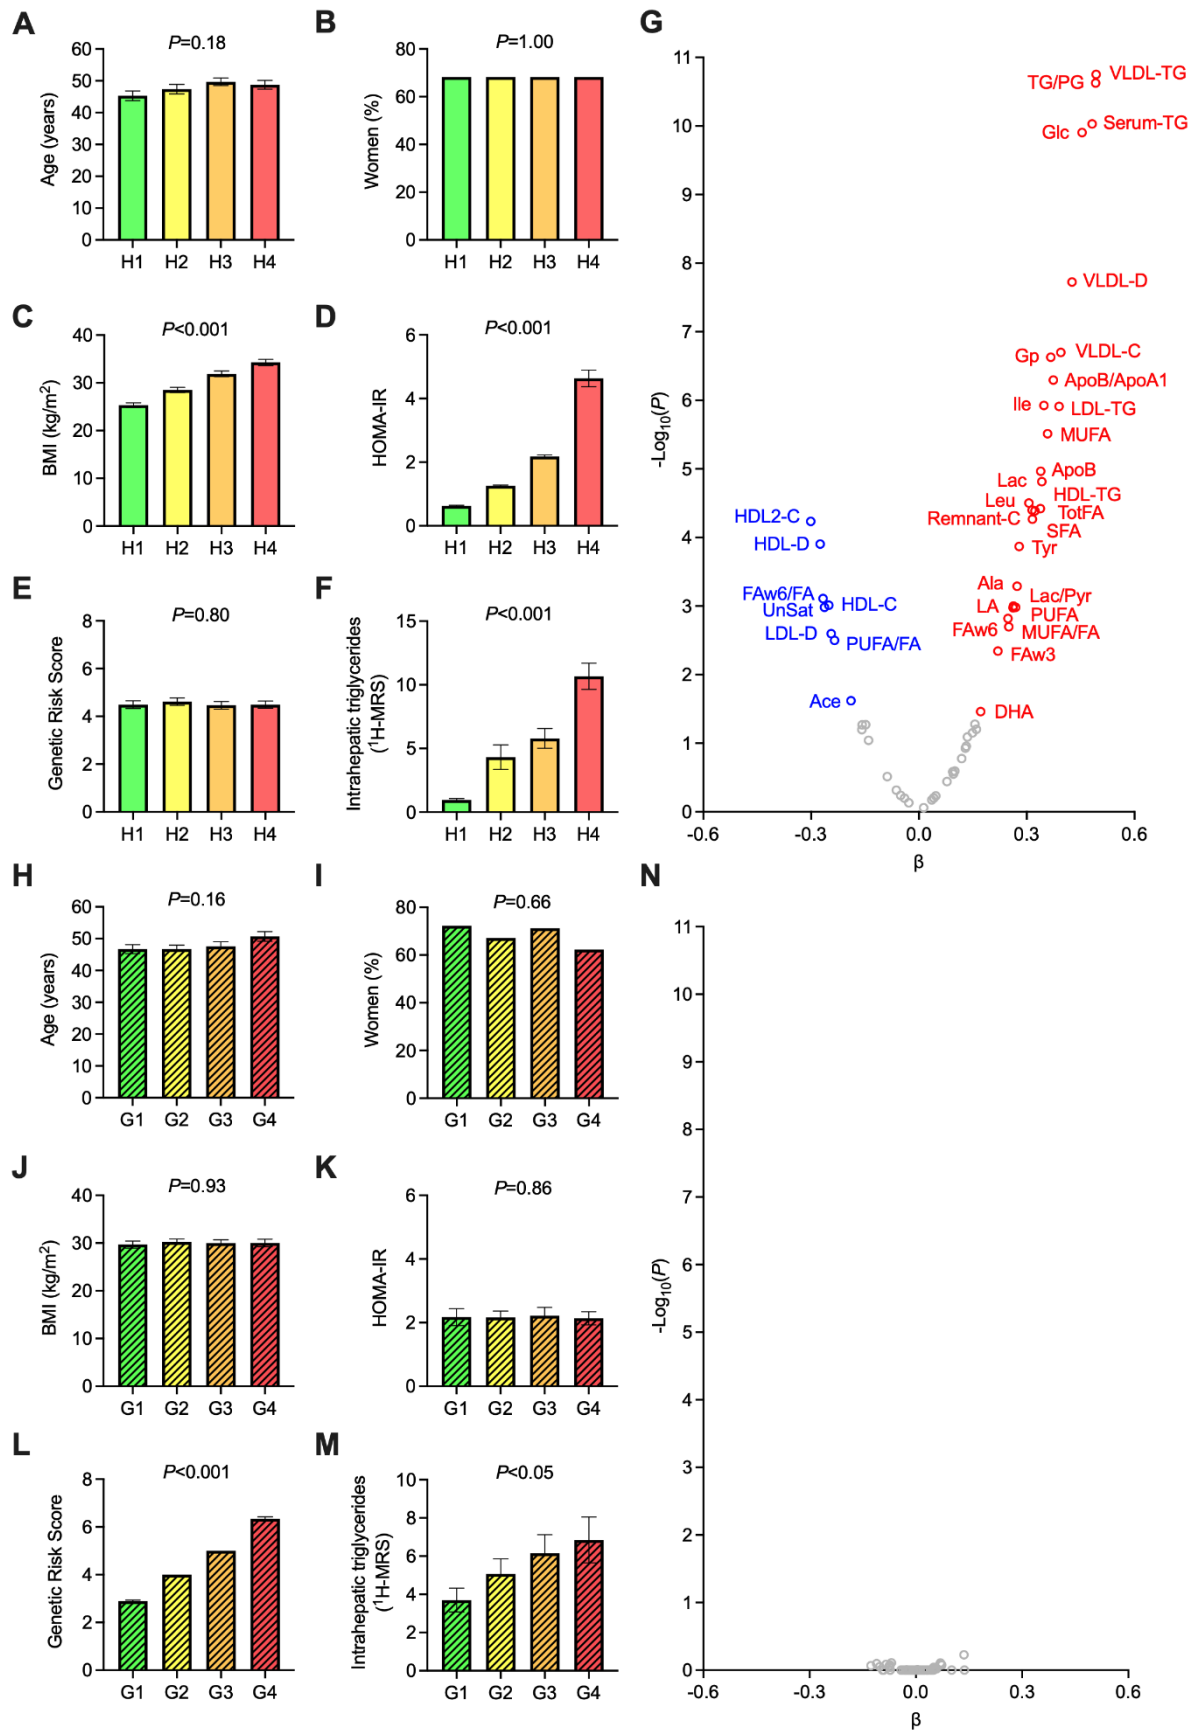 A
P=0.18
60
50
40
30
20
10
0
Age (years)
H1 H2 H3 H4
B
P=1.00
80
60
40
20
0
Women (%)
H1 H2 H3 H4
C
P<0.001
40
30
20
10
0
BMI (kg/m²)
H1 H2 H3 H4
D
P<0.001
6
4
2
0
HOMA-IR
H1 H2 H3 H4
E
P=0.80
8
6
4
2
0
Genetic Risk Score
H1 H2 H3 H4
F
P<0.001
15
10
5
0
Intrahepatic triglycerides
(¹H-MRS)
H1 H2 H3 H4
G
11
10
9
8
7
6
5
4
3
2
1
0
-Log₁₀(P)
VLDL-TG
TG/PG
Serum-TG
Glc
VLDL-D
VLDL-C
Gp
ApoB/ApoA1
Ile
LDL-TG
MUFA
ApoB
Lac
HDL-TG
Leu
TotFA
Remnant-C
SFA
Tyr
Ala
Lac/Pyr
LA
PUFA
FAw6
MUFA/FA
FAw3
DHA
HDL2-C
HDL-D
FAw6/FA
HDL-C
UnSat
LDL-D
PUFA/FA
Ace
-0.6 -0.3 0.0 0.3 0.6
β
H
P=0.16
60
50
40
30
20
10
0
Age (years)
G1 G2 G3 G4
I
P=0.66
80
60
40
20
0
Women (%)
G1 G2 G3 G4
J
P=0.93
40
30
20
10
0
BMI (kg/m²)
G1 G2 G3 G4
K
P=0.86
6
4
2
0
HOMA-IR
G1 G2 G3 G4
L
P<0.001
8
6
4
2
0
Genetic Risk Score
G1 G2 G3 G4
M
P<0.05
10
8
6
4
2
0
Intrahepatic triglycerides
(¹H-MRS)
G1 G2 G3 G4
N
11
10
9
8
7
6
5
4
3
2
1
0
-Log₁₀(P)
-0.6 -0.3 0.0 0.3 0.6
β